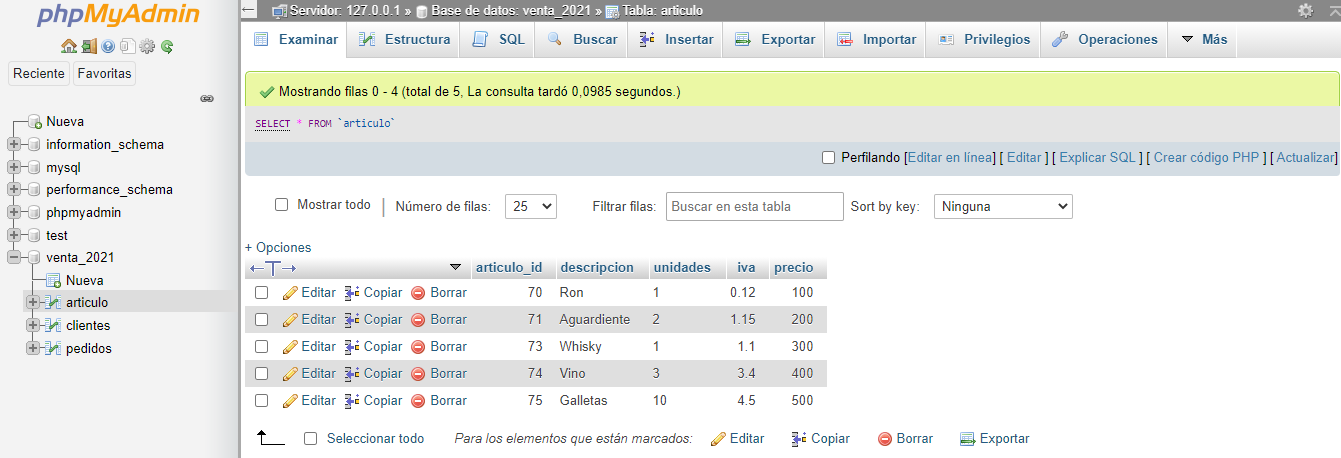 phpMyAdmin
Reciente Favoritas
Nueva
information_schema
mysql
performance_schema
phpmyadmin
test
venta_2021
Nueva
articulo
clientes
pedidos
Servidor: 127.0.0.1 » Base de datos: venta_2021 » Tabla: articulo
Examinar Estructura SQL Buscar Insertar Exportar Importar Privilegios Operaciones Más
Mostrando filas 0 - 4 (total de 5, La consulta tardó 0,0985 segundos.)
SELECT * FROM `articulo`
Perfilando [Editar en línea] [ Editar ] [ Explicar SQL ] [ Crear código PHP ] [ Actualizar]
Mostrar todo | Número de filas: 25 Filtrar filas: Buscar en esta tabla Sort by key: Ninguna
+ Opciones
articulo_id descripcion unidades iva precio
Editar Copiar Borrar 70 Ron 1 0.12 100
Editar Copiar Borrar 71 Aguardiente 2 1.15 200
Editar Copiar Borrar 73 Whisky 1 1.1 300
Editar Copiar Borrar 74 Vino 3 3.4 400
Editar Copiar Borrar 75 Galletas 10 4.5 500
Seleccionar todo Para los elementos que están marcados: Editar Copiar Borrar Exportar